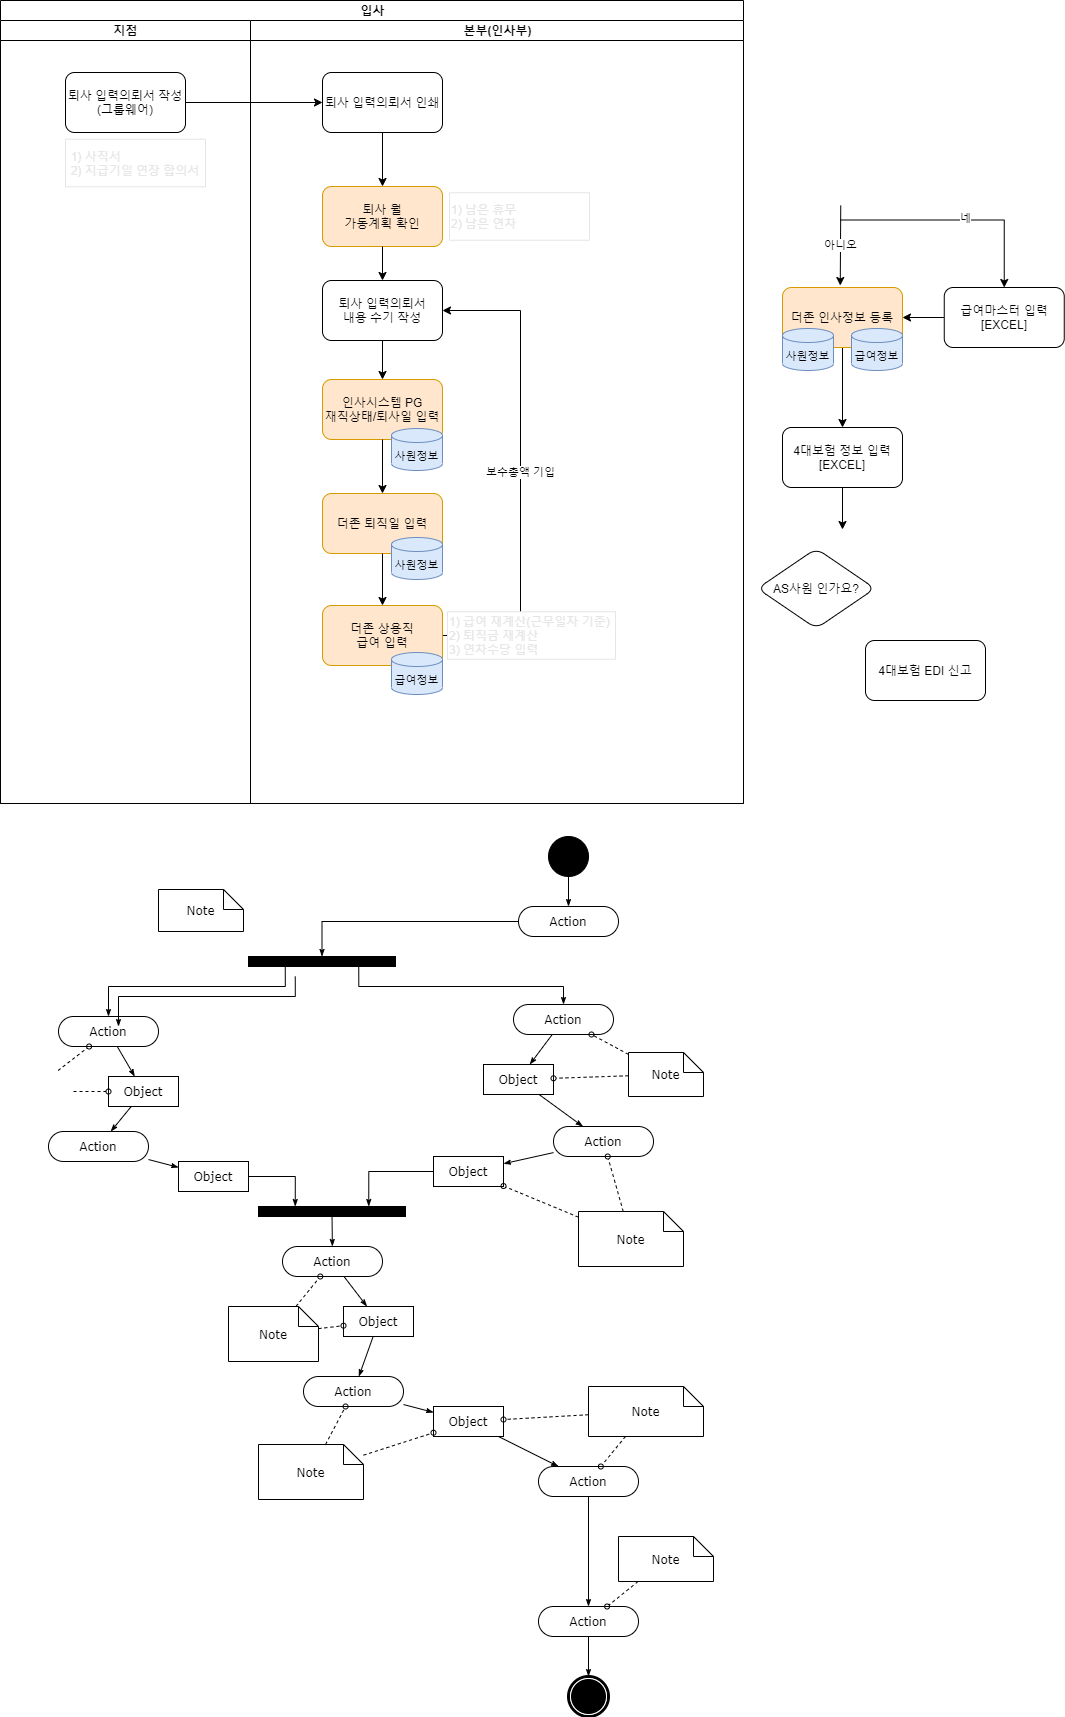 입사
지점
본부(인사부)
퇴사 입력의뢰서 작성
(그룹웨어)
1) 사직서
2) 지급기일 연장 합의서
퇴사 입력의뢰서 인쇄
퇴사 월
가동계획 확인
1) 남은 휴무
2) 남은 연차
퇴사 입력의뢰서
내용 수기 작성
인사시스템 PG
재직상태/퇴사일 입력
사원정보
보수총액 기입
더존 퇴직일 입력
사원정보
더존 상용직
급여 입력
급여정보
1) 급여 재계산(근무일자 기준)
2) 퇴직금 재계산
3) 연차수당 입력
네
아니오
더존 인사정보 등록
사원정보
급여정보
급여마스터 입력
[EXCEL]
4대보험 정보 입력
[EXCEL]
AS사원 인가요?
4대보험 EDI 신고
Note
Action
Action
Action
Object
Object
Note
Action
Action
Object
Object
Note
Action
Note
Object
Action
Object
Note
Note
Action
Note
Action